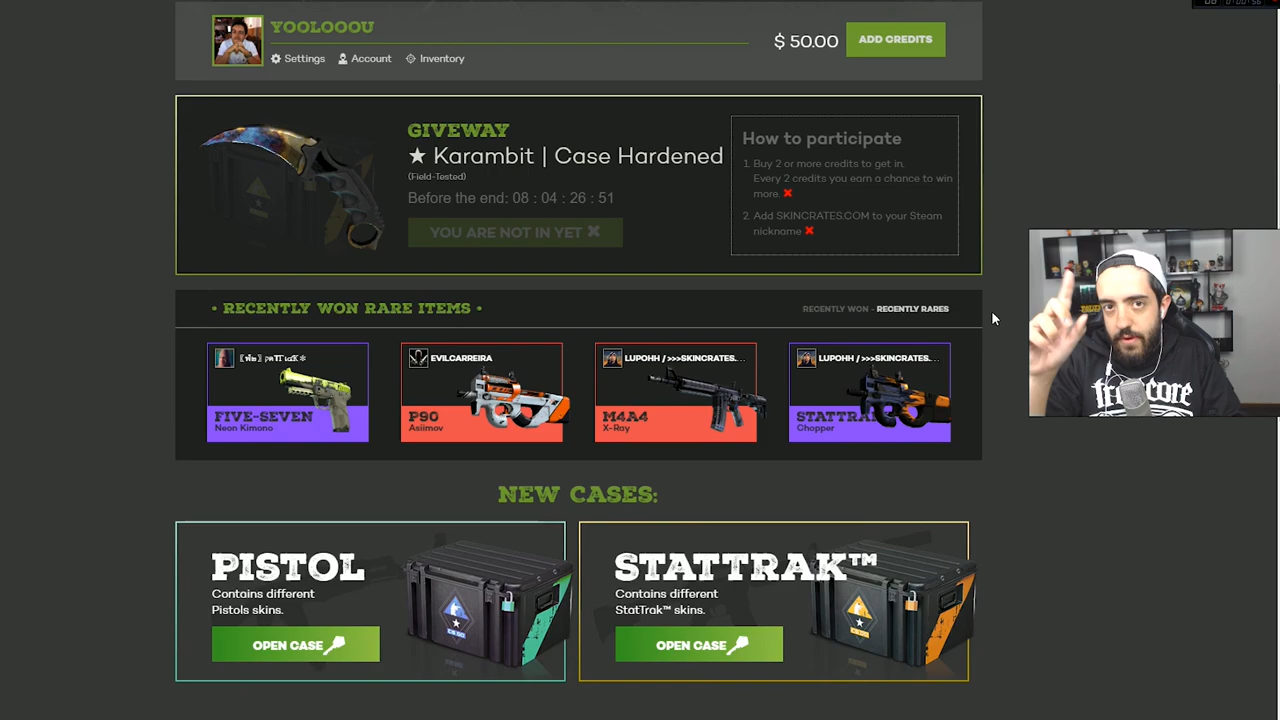 YOOLOOOU
$ 50.00
ADD CREDITS
Settings
Account
Inventory
GIVEWAY
★ Karambit | Case Hardened
(Field-Tested)
Before the end: 08 : 04 : 26 : 51
YOU ARE NOT IN YET
How to participate
1. Buy 2 or more credits to get in.
Every 2 credits you earn a chance to win
more.
2. Add SKINCRATES.COM to your Steam
nickname
• RECENTLY WON RARE ITEMS •
RECENTLY WON - RECENTLY RARES
FIVE-SEVEN
Neon Kimono
EVILCARREIRA
P90
Asiimov
LUPOHH / >>>SKINCRATES. . .
M4A4
X-Ray
LUPOHH / >>>SKINCRATES. . .
STATTRAK
Chopper
NEW CASES:
PISTOL
Contains different
Pistols skins.
OPEN CASE
STATTRAK™
Contains different
StatTrak™ skins.
OPEN CASE